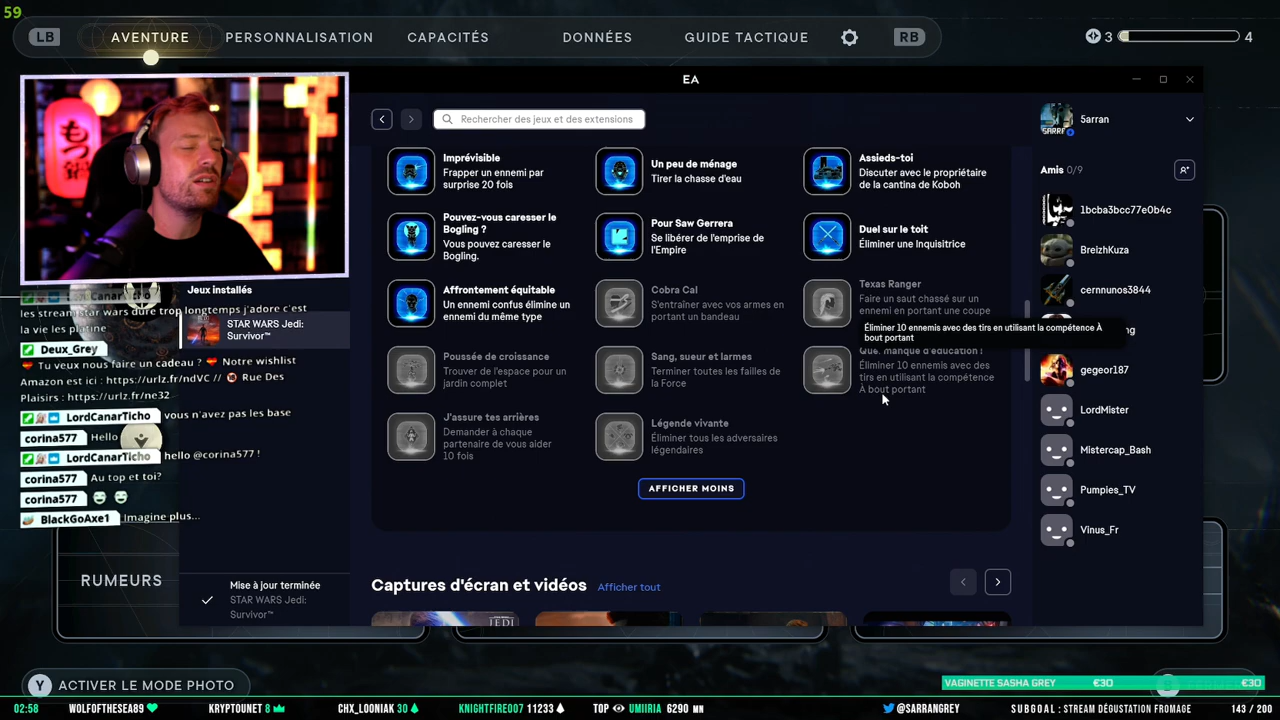 59
LB
AVENTURE
PERSONNALISATION
CAPACITÉS
DONNÉES
GUIDE TACTIQUE
RB
3
4
EA
Rechercher des jeux et des extensions
5arran
Amis 0/9
1bcba3bcc77e0b4c
BreizhKuza
cernnunos3844
ng
gegeor187
LordMister
Mistercap_Bash
Pumpies_TV
Vinus_Fr
Imprévisible
Frapper un ennemi par
surprise 20 fois
Un peu de ménage
Tirer la chasse d'eau
Assieds-toi
Discuter avec le propriétaire
de la cantina de Koboh
Pouvez-vous caresser le
Bogling ?
Vous pouvez caresser le
Bogling.
Pour Saw Gerrera
Se libérer de l'emprise de
l'Empire
Duel sur le toit
Éliminer une Inquisitrice
Affrontement équitable
Un ennemi confus élimine un
ennemi du même type
Cobra Cal
S'entraîner avec vos armes en
portant un bandeau
Texas Ranger
Faire un saut chassé sur un
ennemi en portant une coupe
Éliminer 10 ennemis avec des tirs en utilisant la compétence À
bout portant
Poussée de croissance
Trouver de l'espace pour un
jardin complet
Sang, sueur et larmes
Terminer toutes les failles de
la Force
Que. manque d'éducation !
Éliminer 10 ennemis avec des
tirs en utilisant la compétence
À bout portant
J'assure tes arrières
Demander à chaque
partenaire de vous aider
10 fois
Légende vivante
Éliminer tous les adversaires
légendaires
AFFICHER MOINS
Captures d'écran et vidéos
Afficher tout
JEDI
Jeux installés
STAR WARS Jedi:
Survivor™
Mise à jour terminée
STAR WARS Jedi:
Survivor™
もつ鍋
LordCanarTicho
les stream star wars dure trop longtemps j'adore c'est
la vie les platine
Deux_Grey
Tu veux nous faire un cadeau ? Notre wishlist
Amazon est ici : https://urlz.fr/ndVC // Rue Des
Plaisirs : https://urlz.fr/ne32
LordCanarTicho vous n'avez pas les base
corina577 Hello
LordCanarTicho hello @corina577 !
corina577 Au top et toi?
corina577
BlackGoAxe1 Imagine plus...
RUMEURS
Y ACTIVER LE MODE PHOTO
VAGINETTE SASHA GREY €30 €30
02:58 WOLFOFTHESEA89 KRYPTOUNET 8 CHX_LOONIAK 30 KNIGHTFIRE007 11233 TOP UMIIRIA 6290 MN @SARRANGREY SUBGOAL : STREAM DÉGUSTATION FROMAGE 143 / 200